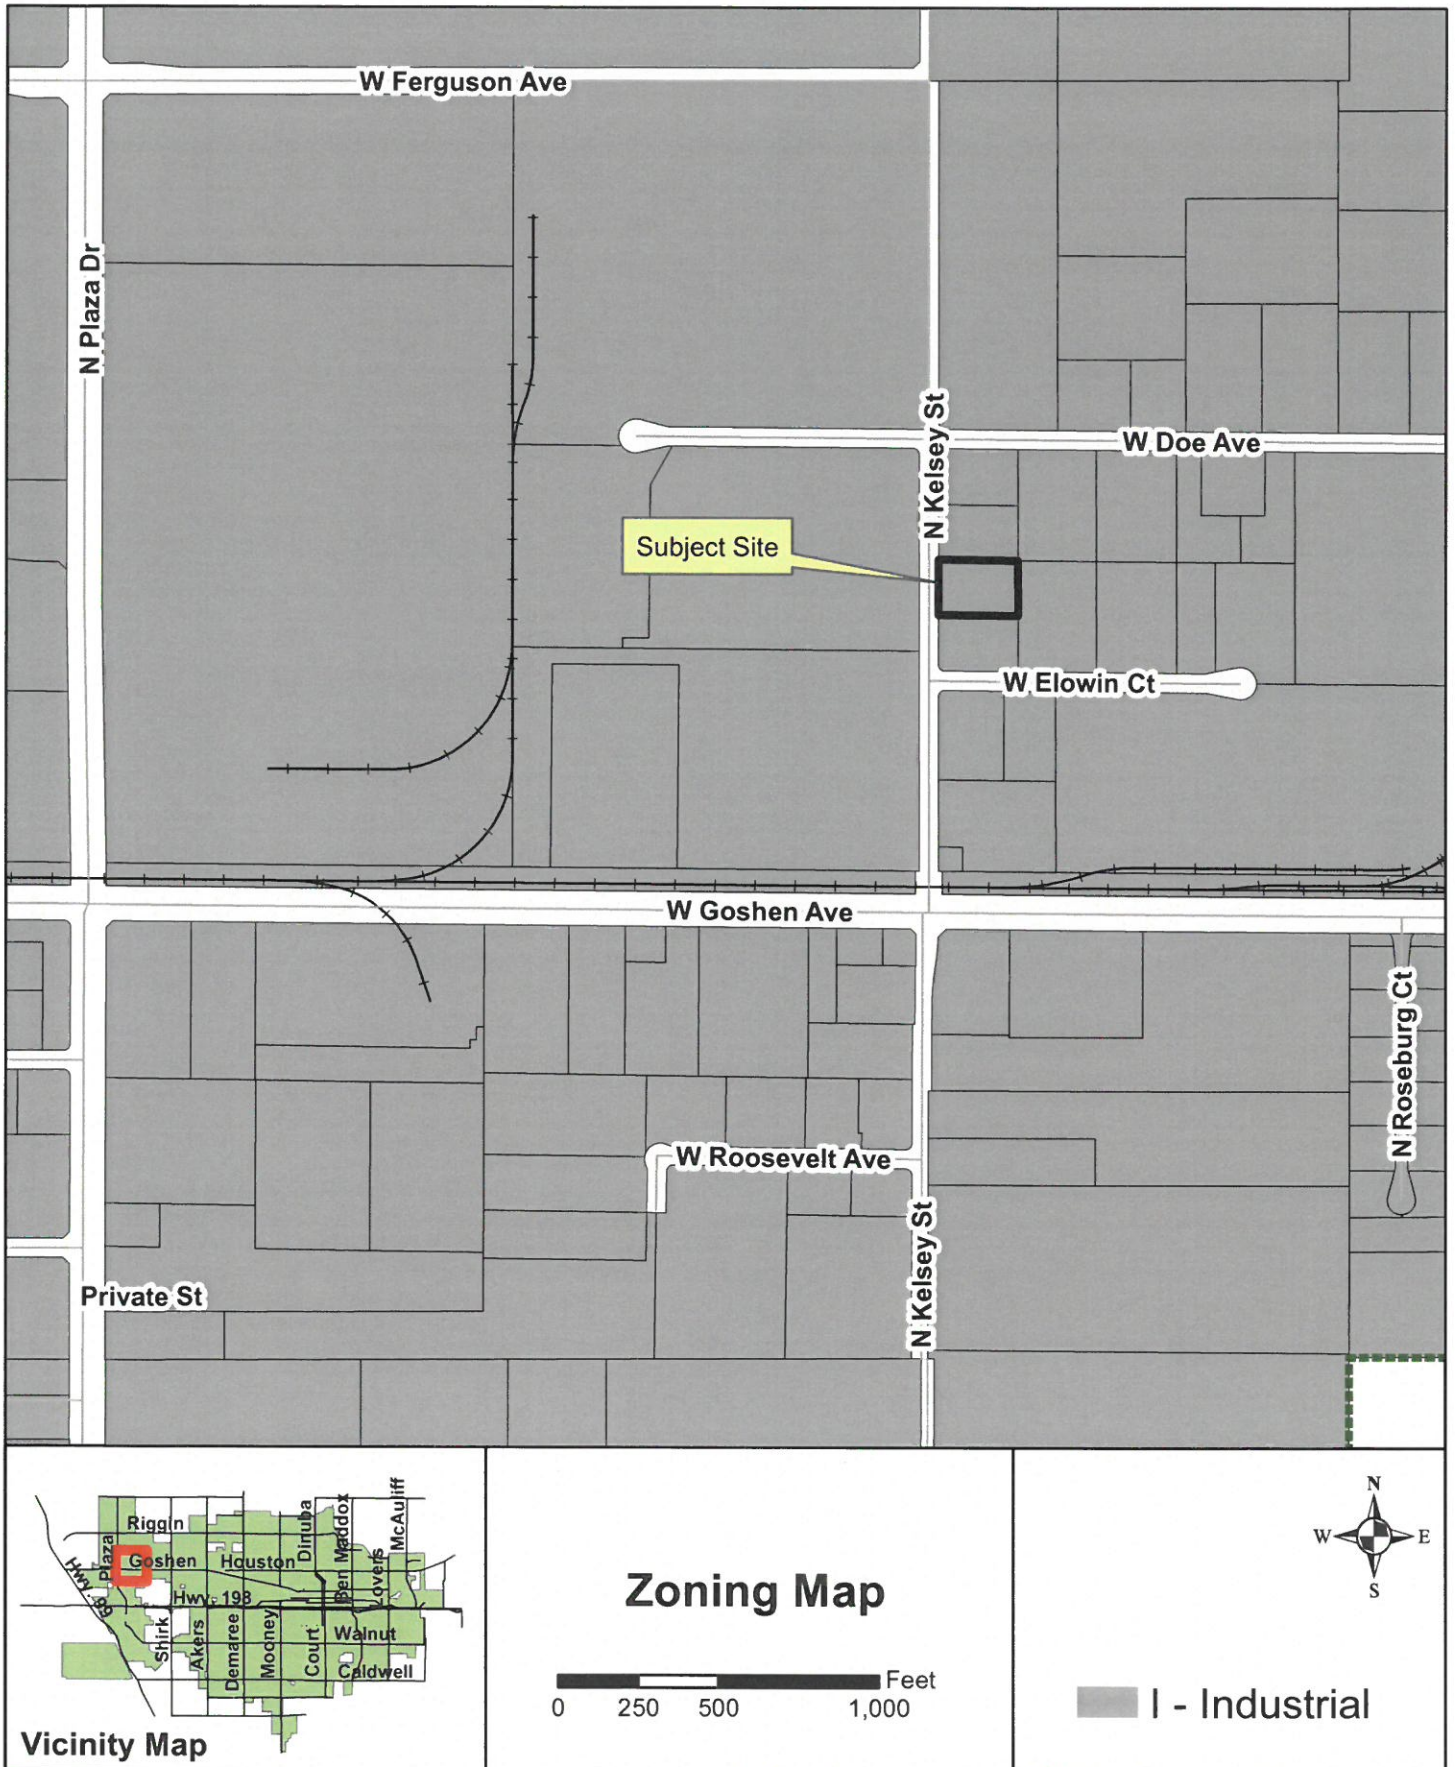 W Ferguson Ave
N Plaza Dr
N Kelsey St
W Doe Ave
Subject Site
W Elowin Ct
W Goshen Ave
N Roseburg Ct
W Roosevelt Ave
N Kelsey St
Private St
Riggin
Plaza
Goshen
Houston
Dinuba
Ben Maddox
Lovers
McAuliff
Hwy. 99
Hwy. 198
Shirk
Akers
Demaree
Mooney
Court
Walnut
Caldwell
Vicinity Map
Zoning Map
Feet
0 250 500 1,000
N
W E
S
I - Industrial